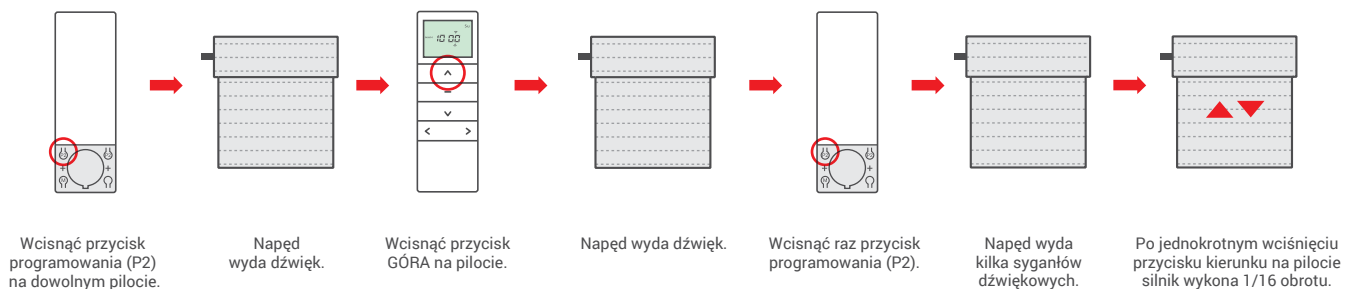 10 00
Wcisnąć przycisk
programowania (P2)
na dowolnym pilocie.
Napęd
wyda dźwięk.
Wcisnąć przycisk
GÓRA na pilocie.
Napęd wyda dźwięk.
Wcisnąć raz przycisk
programowania (P2).
Napęd wyda
kilka syganłów
dźwiękowych.
Po jednokrotnym wciśnięciu
przycisku kierunku na pilocie
silnik wykona 1/16 obrotu.